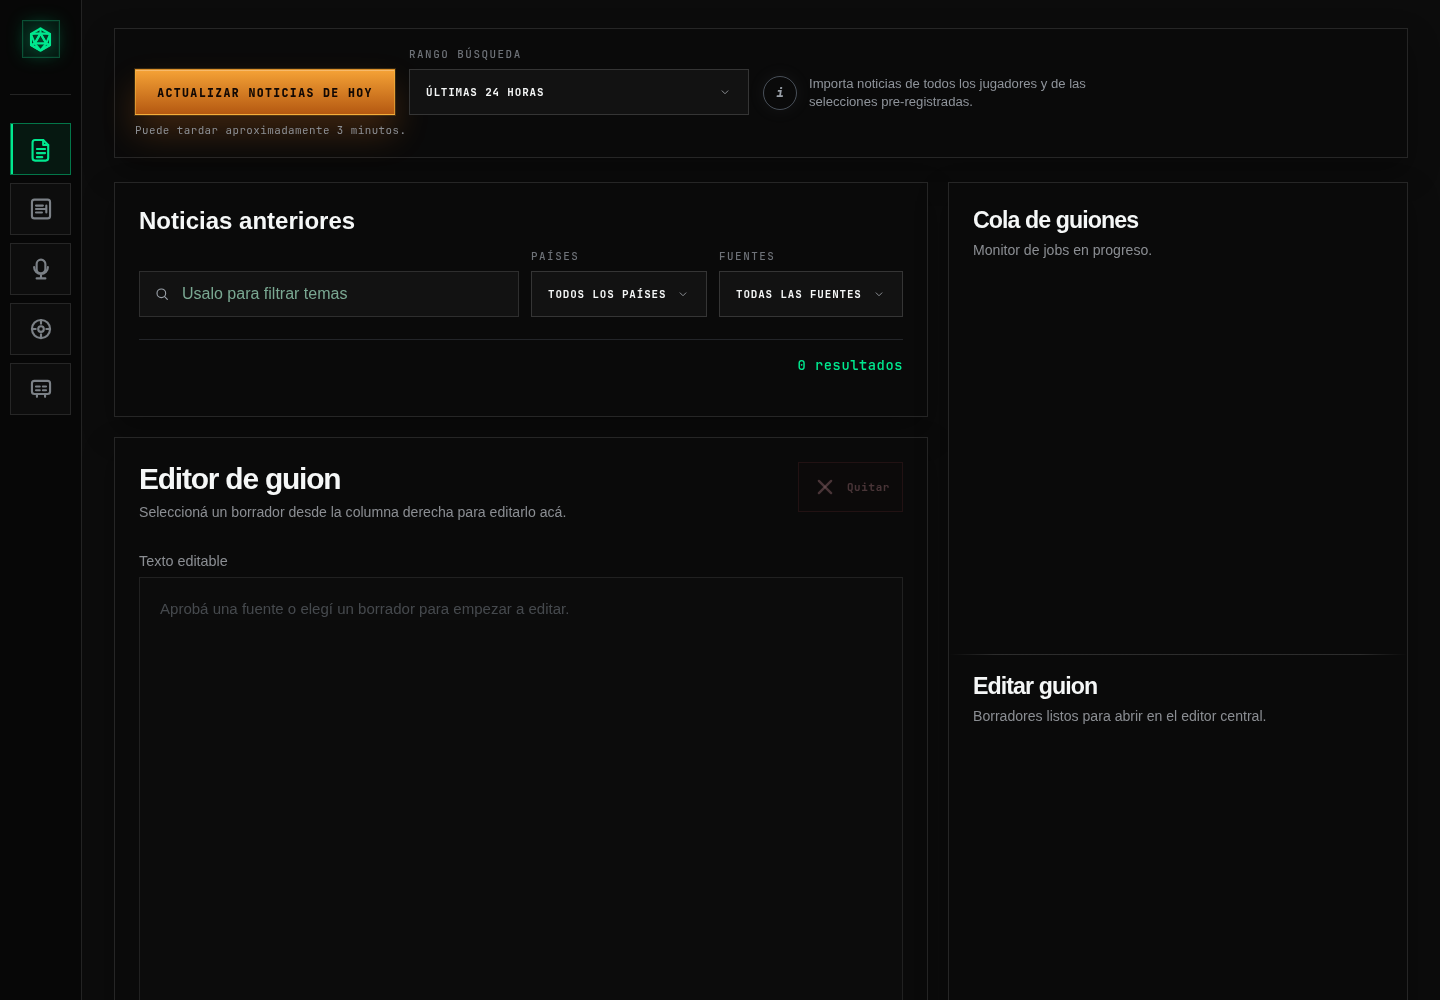 RANGO BÚSQUEDA
ACTUALIZAR NOTICIAS DE HOY
ÚLTIMAS 24 HORAS
i
Importa noticias de todos los jugadores y de las
selecciones pre-registradas.
Puede tardar aproximadamente 3 minutos.
Noticias anteriores
PAÍSES
FUENTES
Usalo para filtrar temas
TODOS LOS PAÍSES
TODAS LAS FUENTES
0 resultados
Cola de guiones
Monitor de jobs en progreso.
Editor de guion
Seleccioná un borrador desde la columna derecha para editarlo acá.
Quitar
Texto editable
Aprobá una fuente o elegí un borrador para empezar a editar.
Editar guion
Borradores listos para abrir en el editor central.